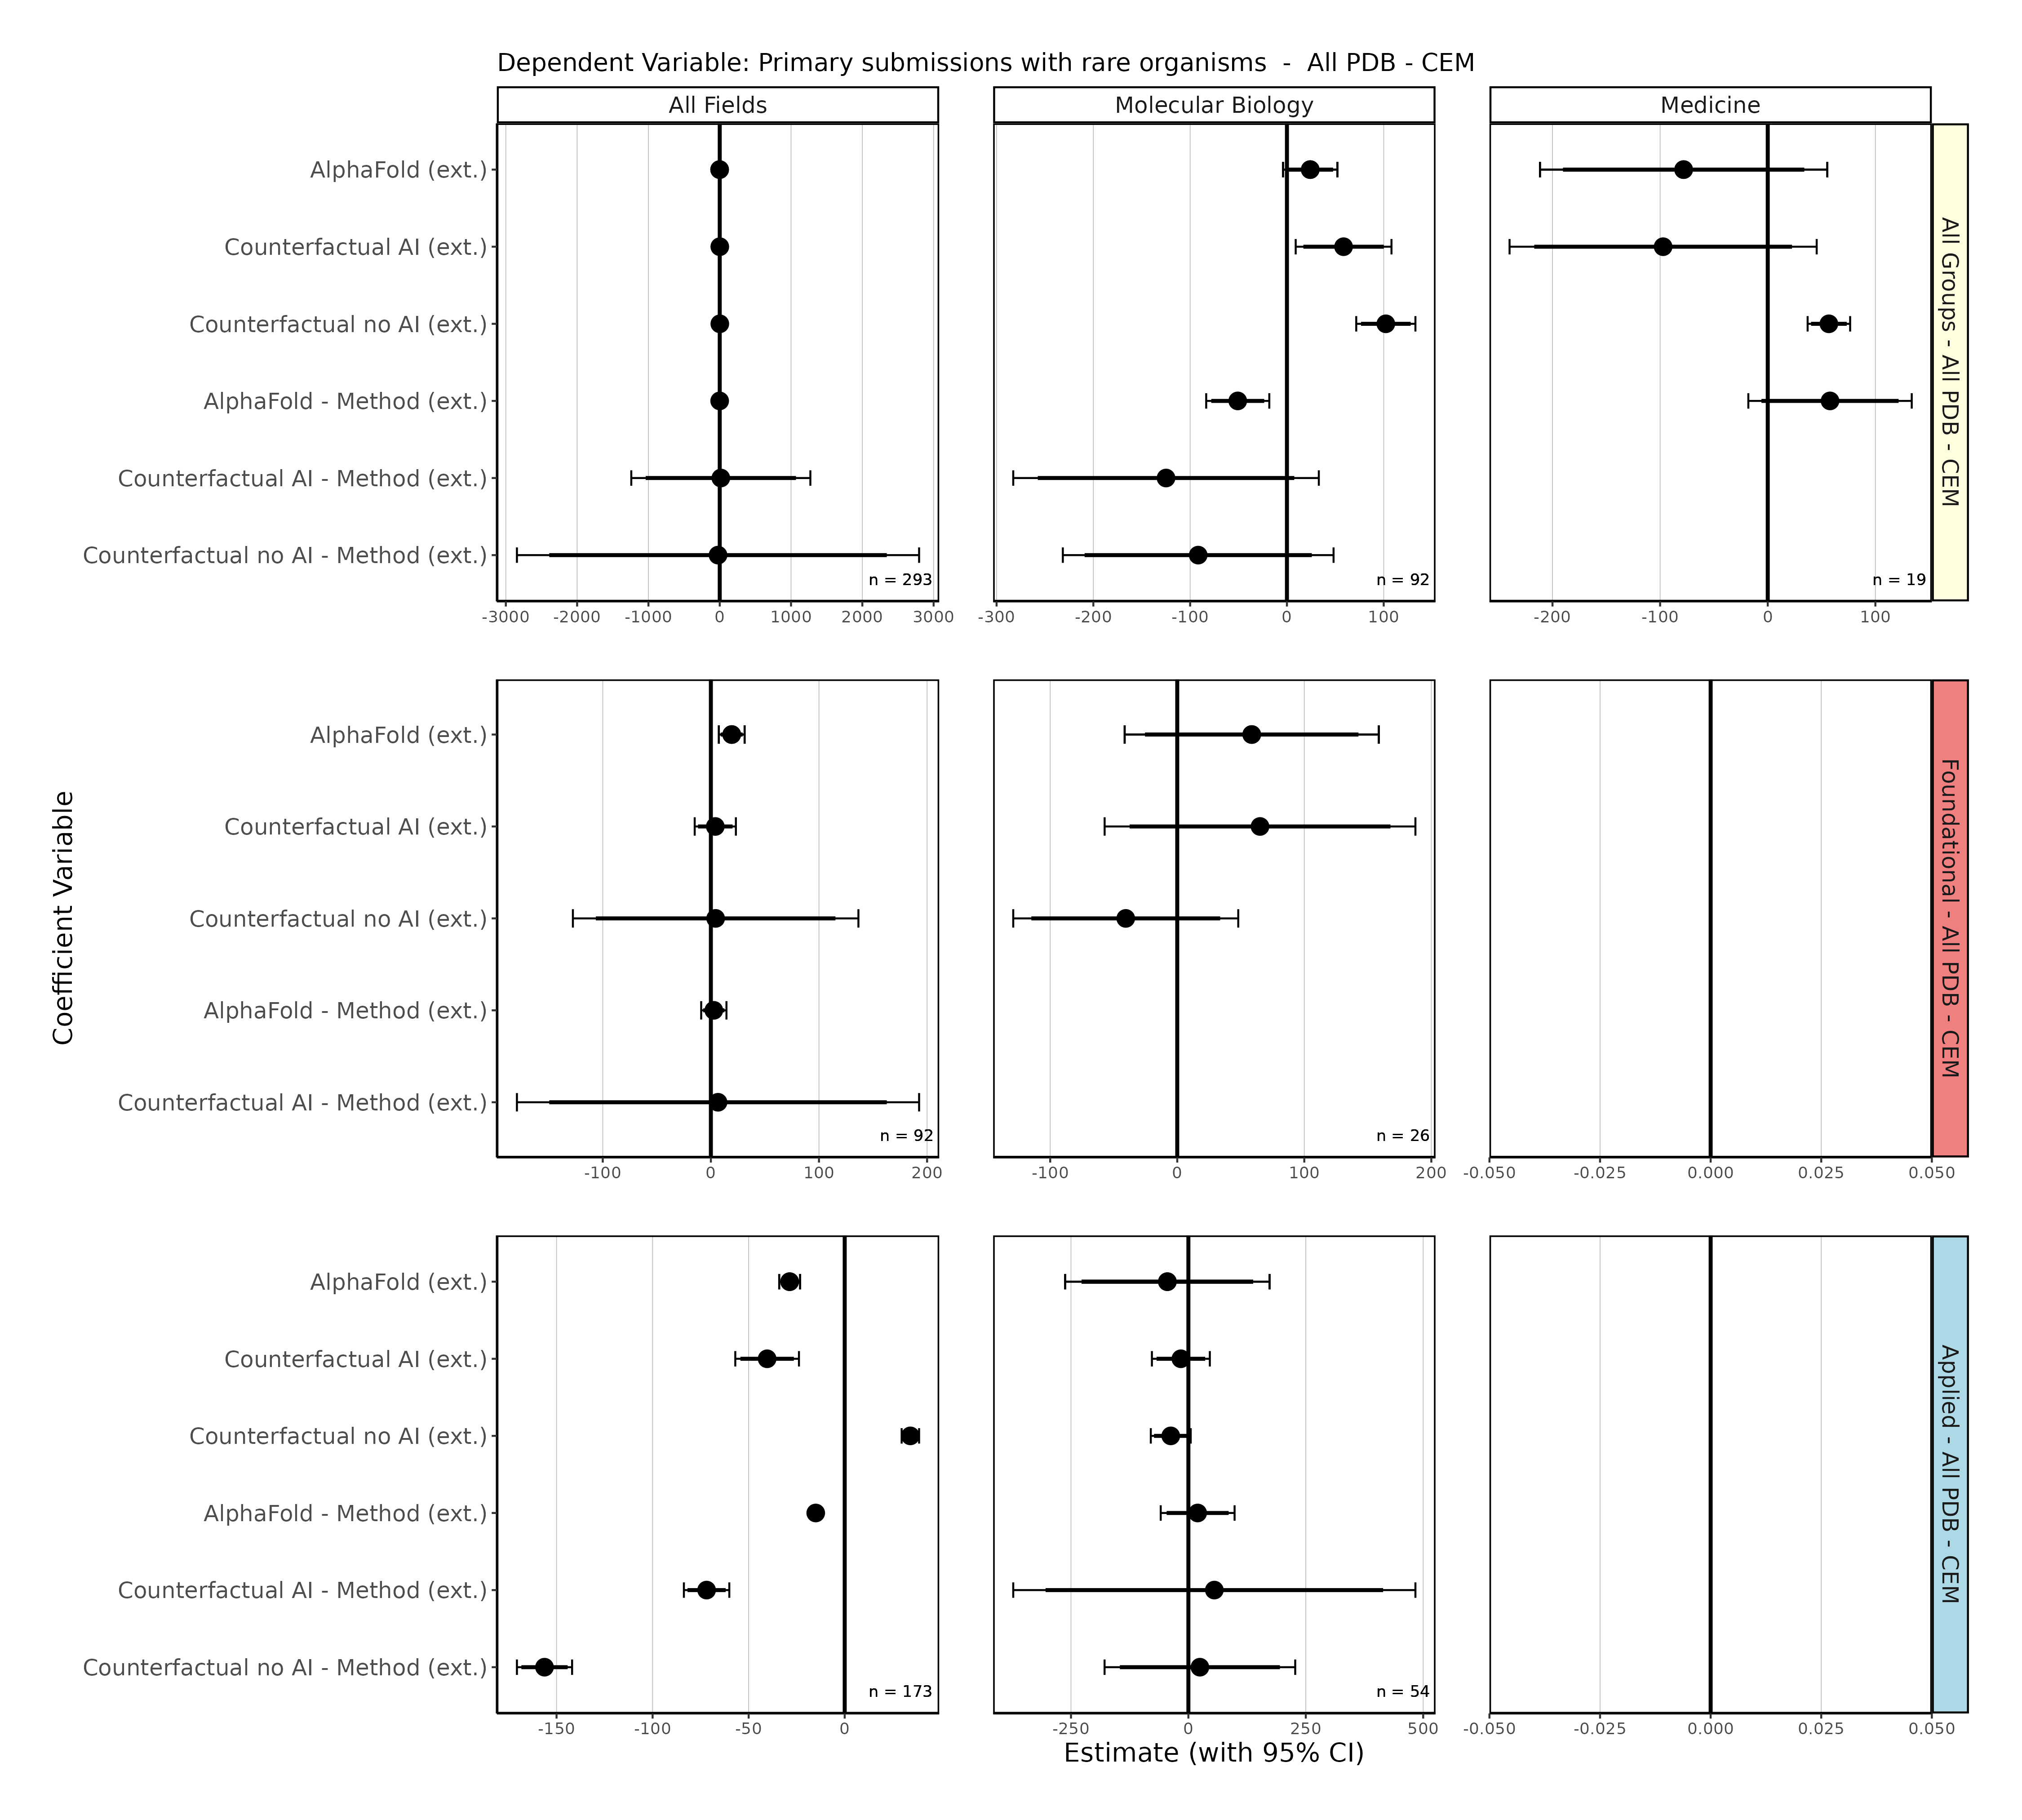 Dependent Variable: Primary submissions with rare organisms - All PDB - CEM
All Fields
Molecular Biology
Medicine
AlphaFold (ext.)
Counterfactual AI (ext.)
Counterfactual no AI (ext.)
AlphaFold - Method (ext.)
Counterfactual AI - Method (ext.)
Counterfactual no AI - Method (ext.)
n = 293
n = 92
n = 19
All Groups - All PDB - CEM
-3000 -2000 -1000 0 1000 2000 3000
-300 -200 -100 0 100
-200 -100 0 100
Coefficient Variable
AlphaFold (ext.)
Counterfactual AI (ext.)
Counterfactual no AI (ext.)
AlphaFold - Method (ext.)
Counterfactual AI - Method (ext.)
n = 92
n = 26
Foundational - All PDB - CEM
-100 0 100 200
-100 0 100 200
-0.050 -0.025 0.000 0.025 0.050
AlphaFold (ext.)
Counterfactual AI (ext.)
Counterfactual no AI (ext.)
AlphaFold - Method (ext.)
Counterfactual AI - Method (ext.)
Counterfactual no AI - Method (ext.)
n = 173
n = 54
Applied - All PDB - CEM
-150 -100 -50 0
-250 0 250 500
-0.050 -0.025 0.000 0.025 0.050
Estimate (with 95% CI)